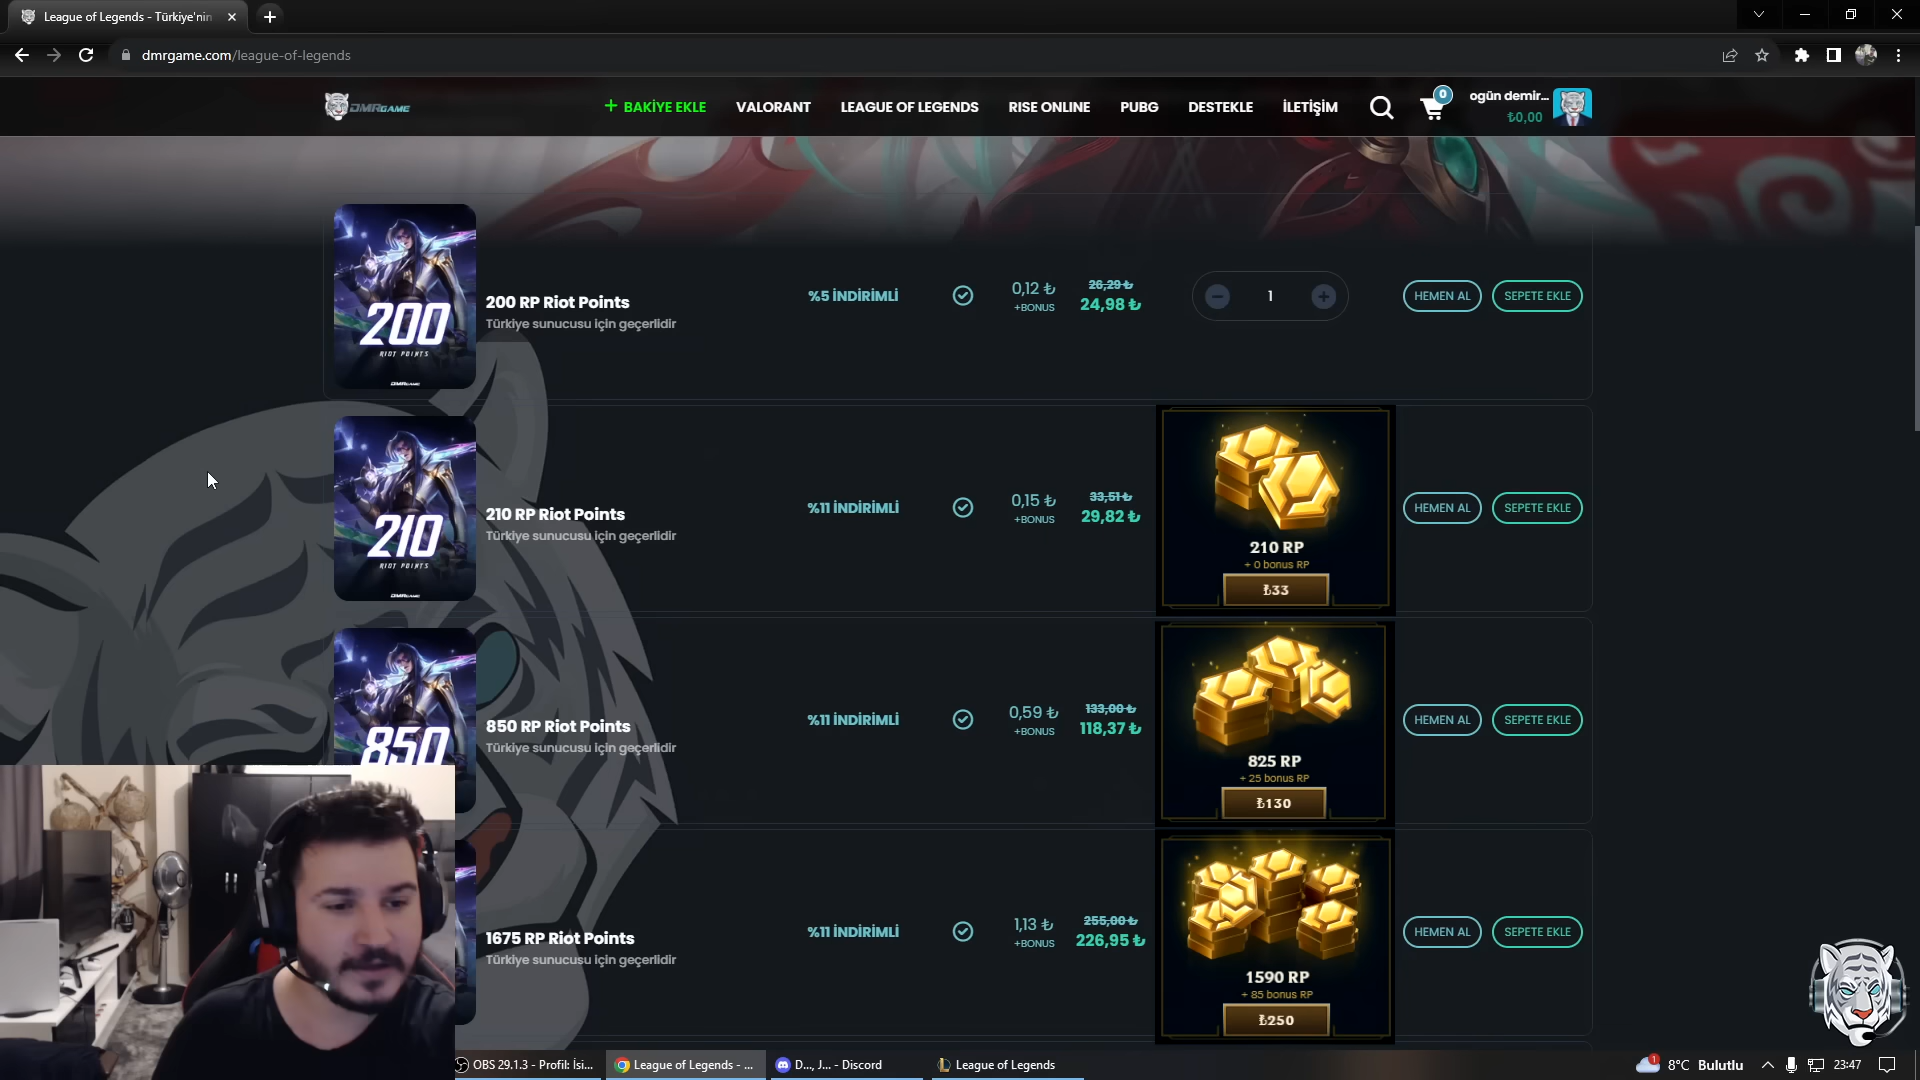 League of Legends - Türkiye'nin
dmrgame.com/league-of-legends
DMRGAME
+ BAKİYE EKLE
VALORANT
LEAGUE OF LEGENDS
RISE ONLINE
PUBG
DESTEKLE
İLETİŞİM
0
ogün demir...
₺0,00
200
RIOT POINTS
DMRGAME
200 RP Riot Points
Türkiye sunucusu için geçerlidir
%5 İNDİRİMLİ
0,12 ₺
+BONUS
26,29 ₺
24,98 ₺
1
HEMEN AL
SEPETE EKLE
210
RIOT POINTS
DMRGAME
210 RP Riot Points
Türkiye sunucusu için geçerlidir
%11 İNDİRİMLİ
0,15 ₺
+BONUS
33,51 ₺
29,82 ₺
210 RP
+ 0 bonus RP
₺33
HEMEN AL
SEPETE EKLE
850
850 RP Riot Points
Türkiye sunucusu için geçerlidir
%11 İNDİRİMLİ
0,59 ₺
+BONUS
133,00 ₺
118,37 ₺
825 RP
+ 25 bonus RP
₺130
HEMEN AL
SEPETE EKLE
1675 RP Riot Points
Türkiye sunucusu için geçerlidir
%11 İNDİRİMLİ
1,13 ₺
+BONUS
255,00 ₺
226,95 ₺
1590 RP
+ 85 bonus RP
₺250
HEMEN AL
SEPETE EKLE
OBS 29.1.3 - Profil: İsi...
League of Legends - ...
D..., J... - Discord
League of Legends
1
8°C Bulutlu
23:47